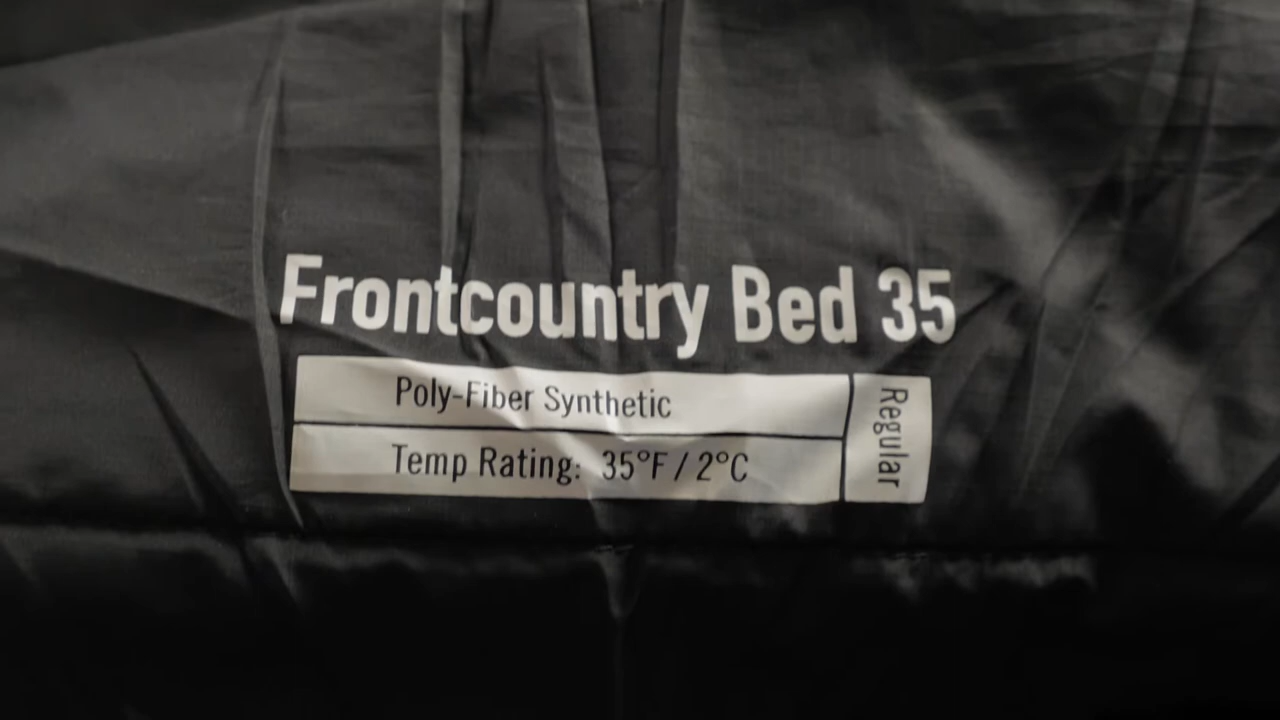 Frontcountry Bed 35
Poly-Fiber Synthetic
Temp Rating: 35°F / 2°C
Regular